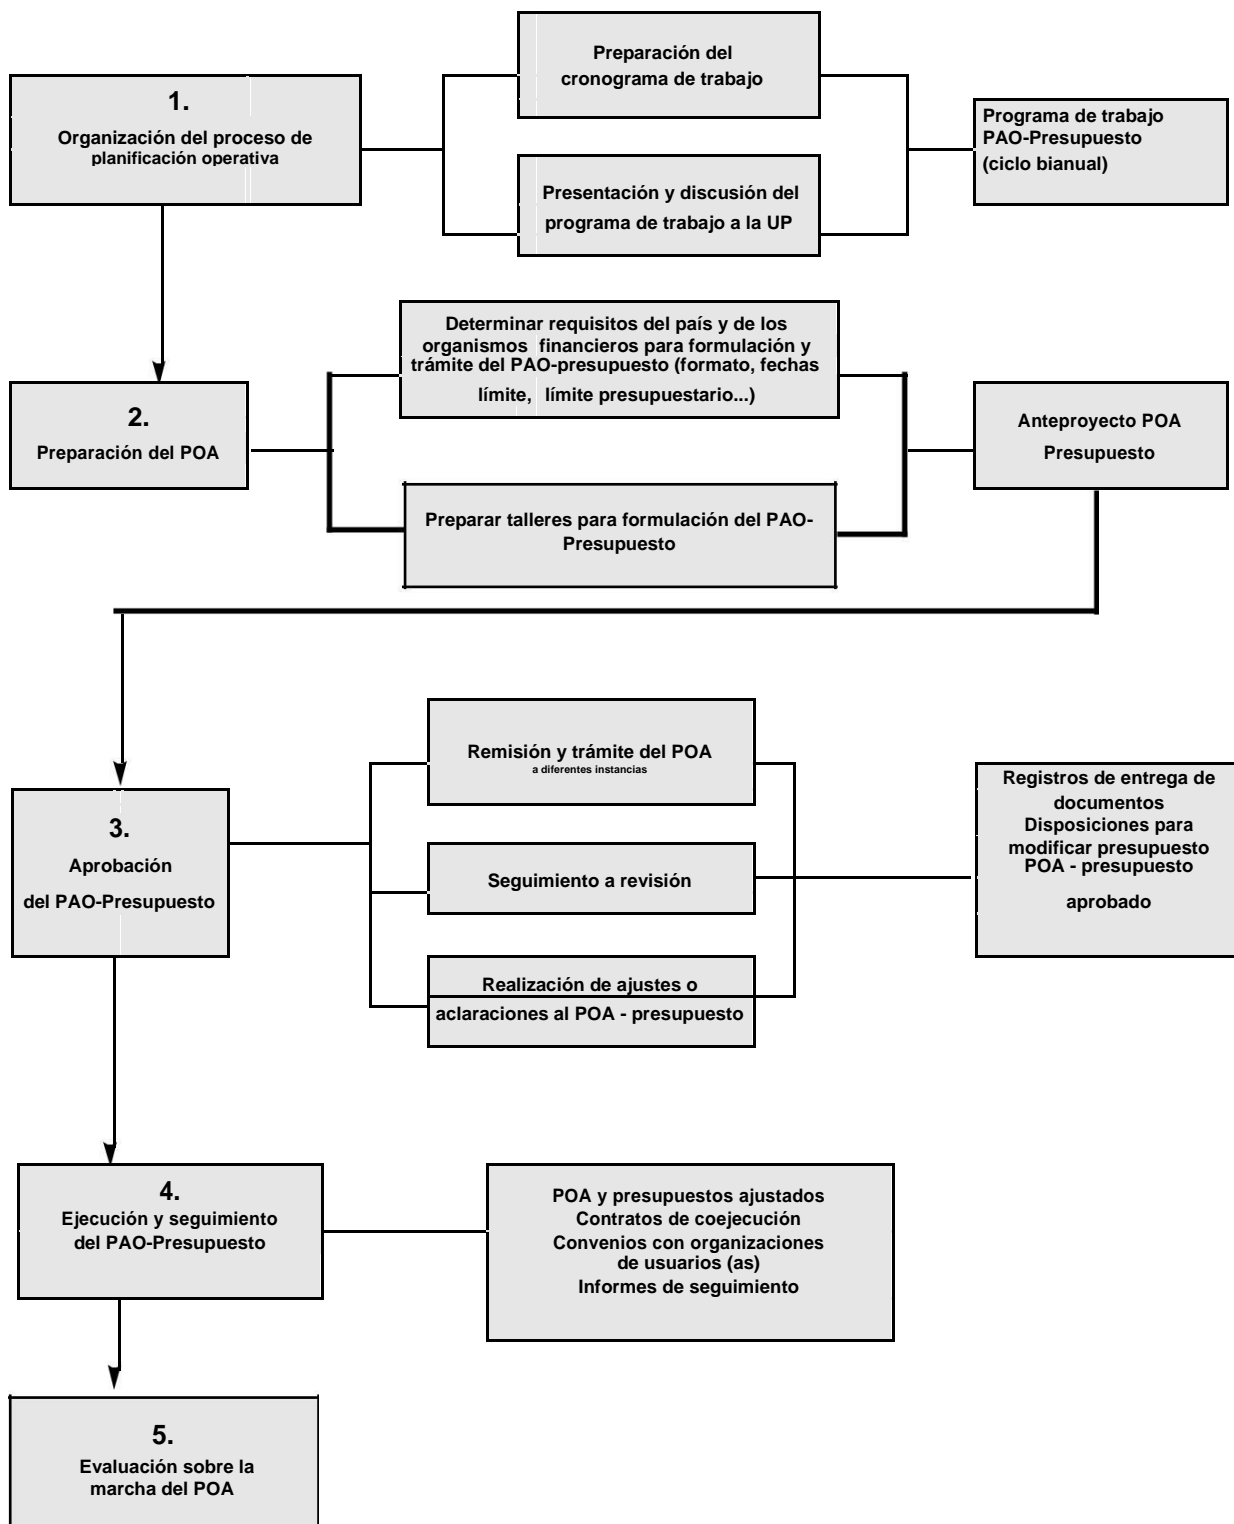 1.
Organización del proceso de
planificación operativa
Preparación del
cronograma de trabajo
Presentación y discusión del
programa de trabajo a la UP
Programa de trabajo
PAO-Presupuesto
(ciclo bianual)
2.
Preparación del POA
Determinar requisitos del país y de los
organismos financieros para formulación y
trámite del PAO-presupuesto (formato, fechas
límite, límite presupuestario...)
Preparar talleres para formulación del PAO-
Presupuesto
Anteproyecto POA
Presupuesto
3.
Aprobación
del PAO-Presupuesto
Remisión y trámite del POA
a diferentes instancias
Seguimiento a revisión
Realización de ajustes o
aclaraciones al POA - presupuesto
Registros de entrega de
documentos
Disposiciones para
modificar presupuesto
POA - presupuesto
aprobado
4.
Ejecución y seguimiento
del PAO-Presupuesto
POA y presupuestos ajustados
Contratos de coejecución
Convenios con organizaciones
de usuarios (as)
Informes de seguimiento
5.
Evaluación sobre la
marcha del POA